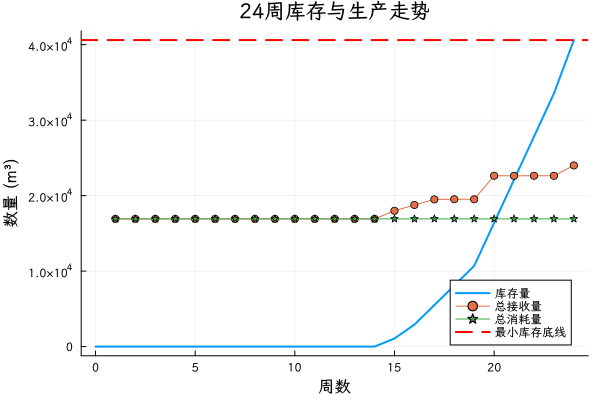 24周库存与生产走势
数量 (m³)
4.0×10⁴
3.0×10⁴
2.0×10⁴
1.0×10⁴
0
0 5 10 15 20
周数
库存量
总接收量
总消耗量
最小库存底线